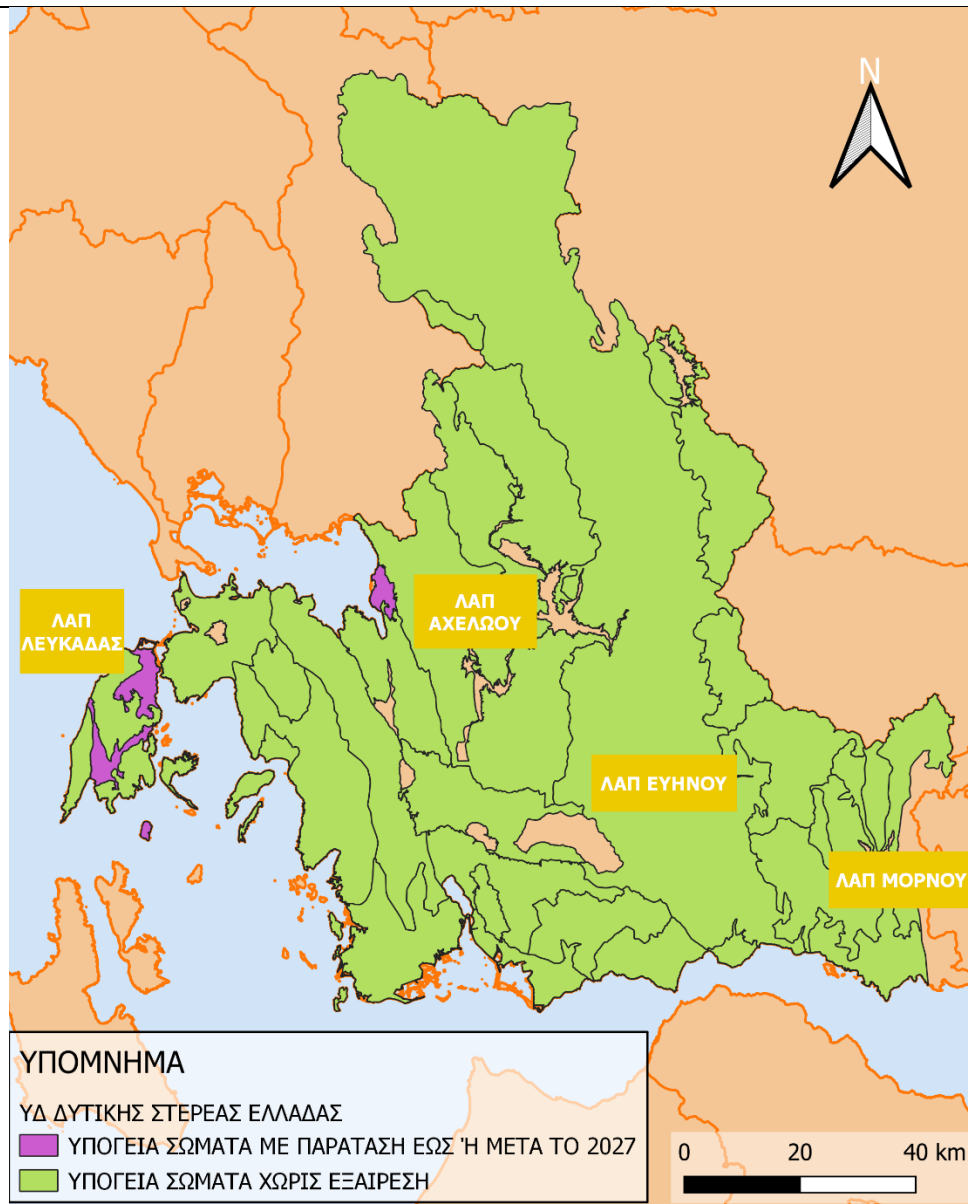 N
ΛΑΠ
ΛΕΥΚΑΔΑΣ
ΛΑΠ
ΑΧΕΛΩΟΥ
ΛΑΠ ΕΥΗΝΟΥ
ΛΑΠ ΜΟΡΝΟΥ
ΥΠΟΜΝΗΜΑ
ΥΔ ΔΥΤΙΚΗΣ ΣΤΕΡΕΑΣ ΕΛΛΑΔΑΣ
ΥΠΟΓΕΙΑ ΣΩΜΑΤΑ ΜΕ ΠΑΡΑΤΑΣΗ ΕΩΣ 'Η ΜΕΤΑ ΤΟ 2027
ΥΠΟΓΕΙΑ ΣΩΜΑΤΑ ΧΩΡΙΣ ΕΞΑΙΡΕΣΗ
0 20 40 km